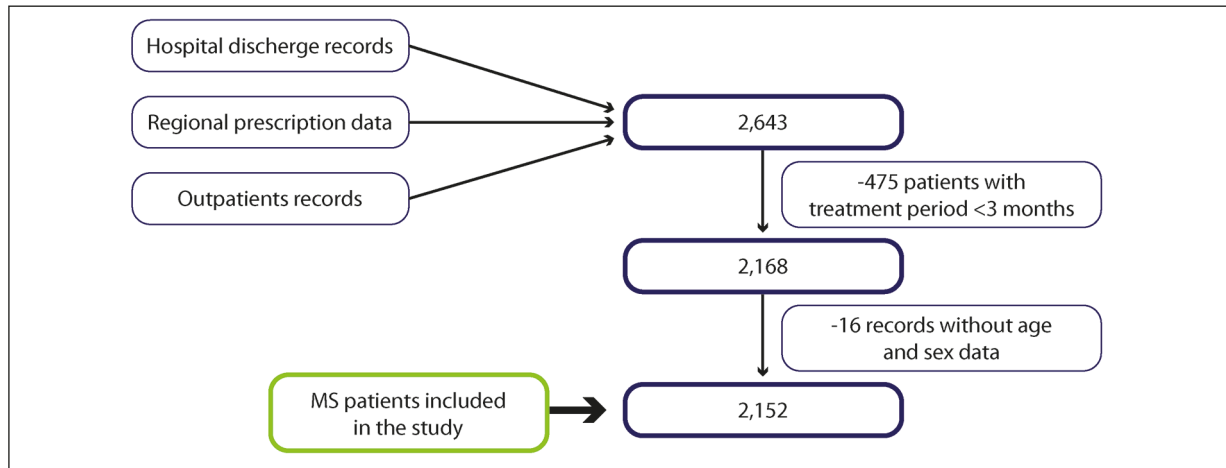 Hospital discharge records
Regional prescription data
Outpatients records
2,643
-475 patients with
treatment period <3 months
2,168
-16 records without age
and sex data
MS patients included
in the study
2,152